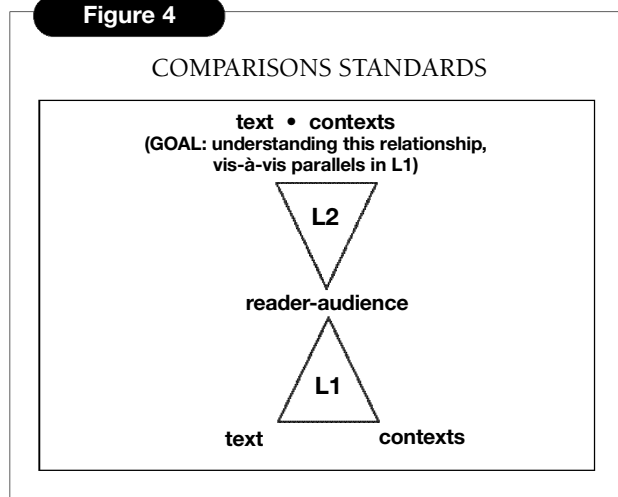 Figure 4
COMPARISONS STANDARDS
text • contexts
(GOAL: understanding this relationship,
vis-à-vis parallels in L1)
L2
reader-audience
L1
text contexts